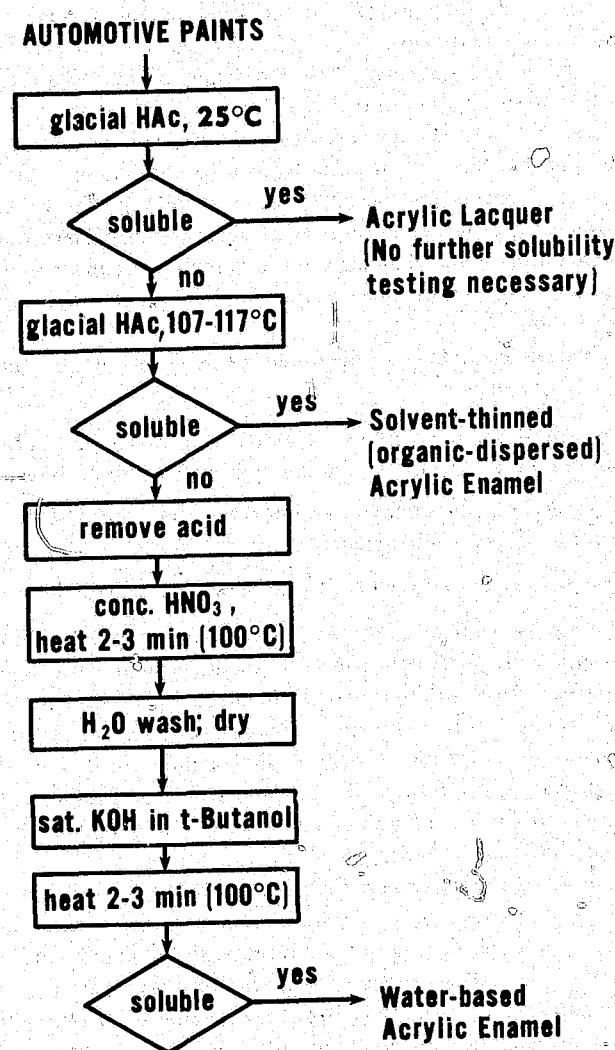 AUTOMOTIVE PAINTS
glacial HAc, 25°C
soluble
yes
Acrylic Lacquer
(No further solubility
testing necessary)
no
glacial HAc,107-117°C
soluble
yes
Solvent-thinned
(organic-dispersed)
Acrylic Enamel
no
remove acid
conc. HNO₃ ,
heat 2-3 min (100°C)
H₂O wash; dry
sat. KOH in t-Butanol
heat 2-3 min (100°C)
soluble
yes
Water-based
Acrylic Enamel